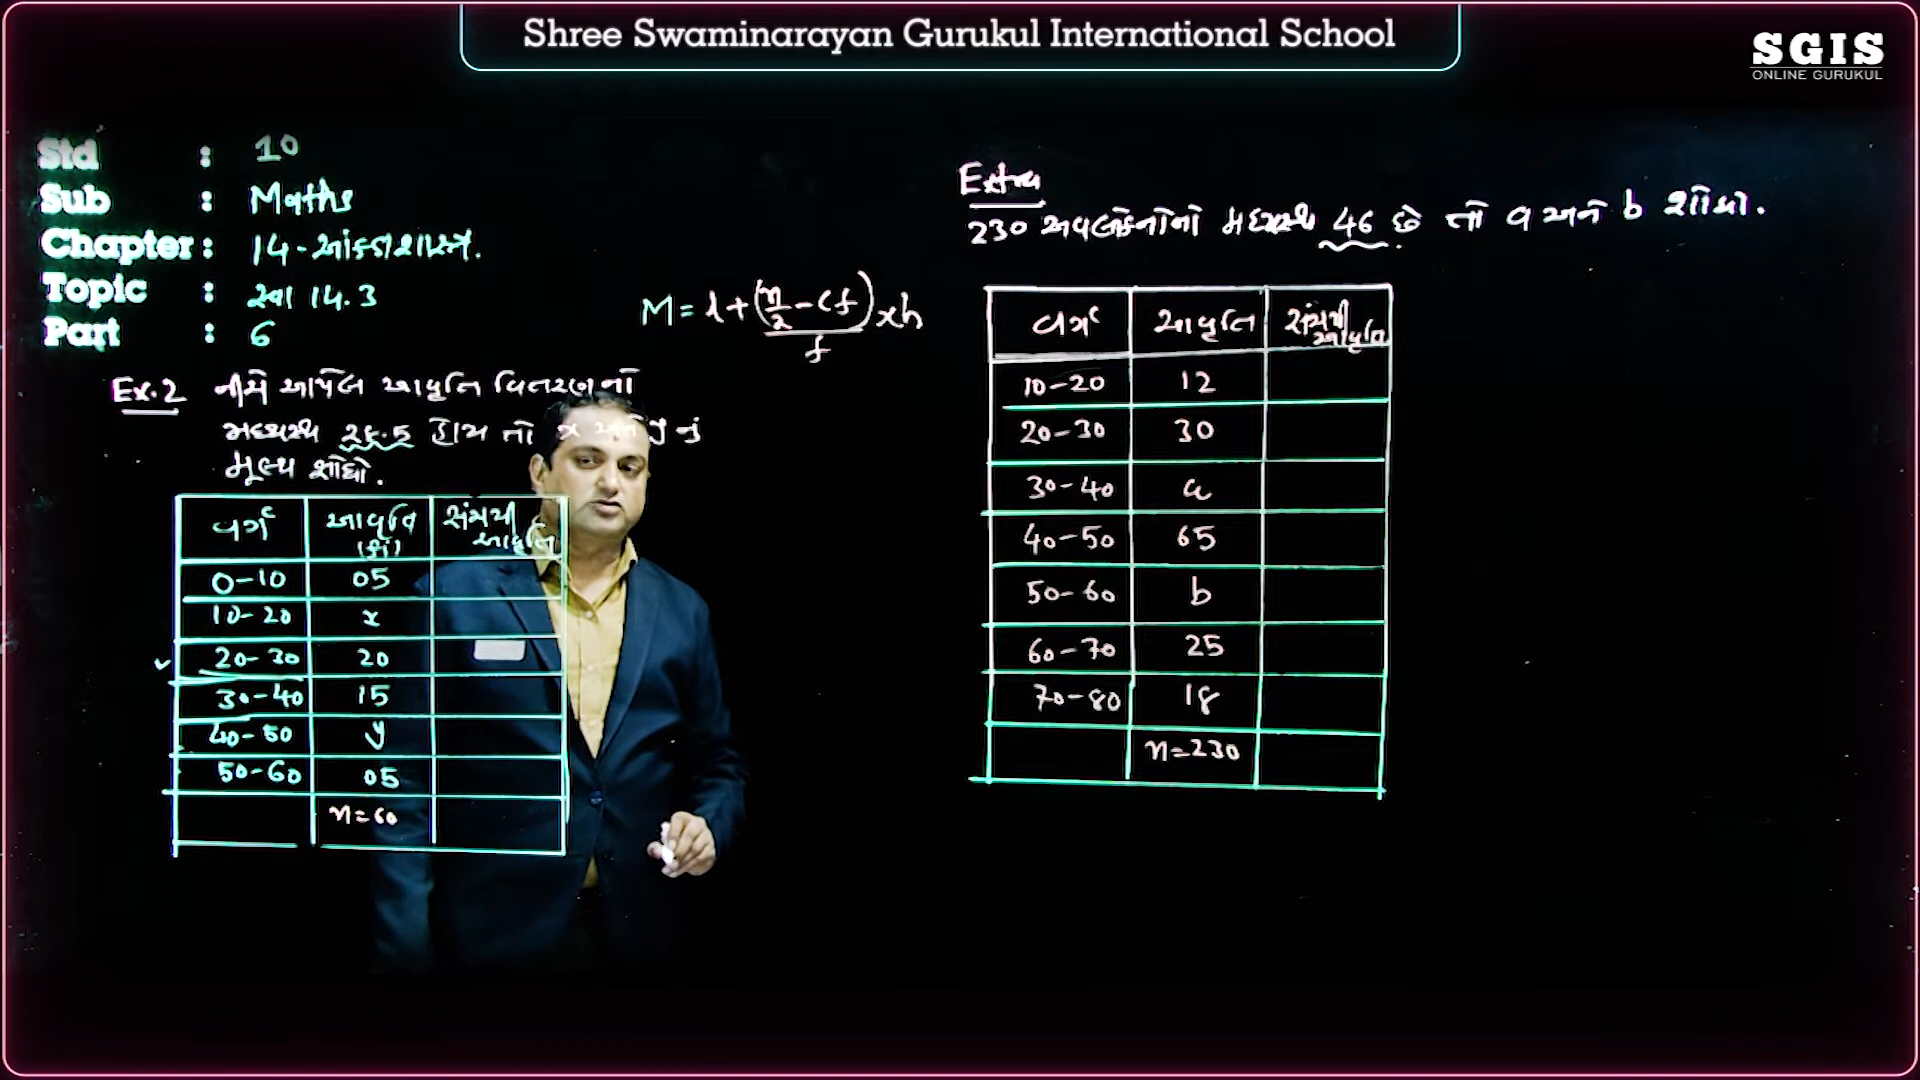 Shree Swaminarayan Gurukul International School
SGIS
ONLINE GURUKUL
Std : 10
Sub : Maths
Chapter : 14-આંકડાશાસ્ત્ર.
Topic : સ્વા 14.3
Part : 6
M = l + (n/2 - cf)/f x h
Ex.2 નીચે આપેલ આવૃત્તિ વિતરણનો
મધ્યસ્થ ૨૮.૫ હોય તો x અને y નું
મૂલ્ય શોધો.
વર્ગ આવૃત્તિ (fi) સંચયી આવૃત્તિ
0-10 05
10-20 x
✓ 20-30 20
30-40 15
40-50 y
50-60 05
n=60
Extra
230 અવલોકનોનો મધ્યસ્થ 46 છે તો a અને b શોધો.
વર્ગ આવૃત્તિ સંચયી આવૃત્તિ
10-20 12
20-30 30
30-40 a
40-50 65
50-60 b
60-70 25
70-80 18
n=230